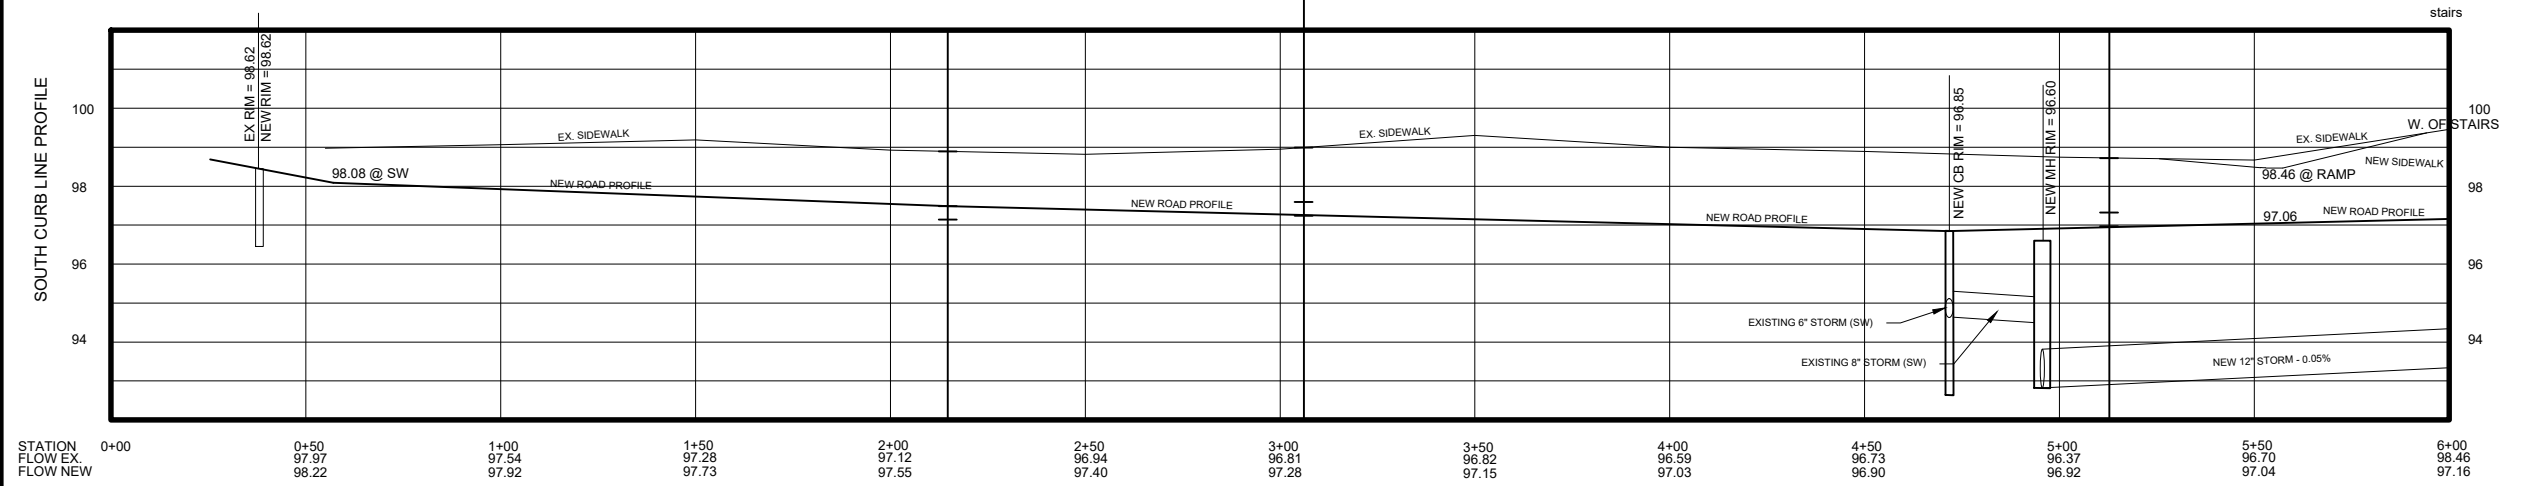 stairs
SOUTH CURB LINE PROFILE
EX RIM = 98.62
NEW RIM = 98.62
NEW CB RIM = 96.85
NEW MH RIM = 96.60
100
100
W. OF STAIRS
EX. SIDEWALK
EX. SIDEWALK
EX. SIDEWALK
NEW SIDEWALK
98.08 @ SW
98.46 @ RAMP
98
98
NEW ROAD PROFILE
NEW ROAD PROFILE
NEW ROAD PROFILE
97.06
NEW ROAD PROFILE
96
96
EXISTING 6" STORM (SW)
94
94
EXISTING 8" STORM (SW)
NEW 12" STORM - 0.05%
STATION 0+00 0+50 1+00 1+50 2+00 2+50 3+00 3+50 4+00 4+50 5+00 5+50 6+00
FLOW EX. 97.97 97.54 97.28 97.12 96.94 96.81 96.82 96.59 96.73 96.37 96.70 98.46
FLOW NEW 98.22 97.92 97.73 97.55 97.40 97.28 97.15 97.03 96.90 96.92 97.04 97.16